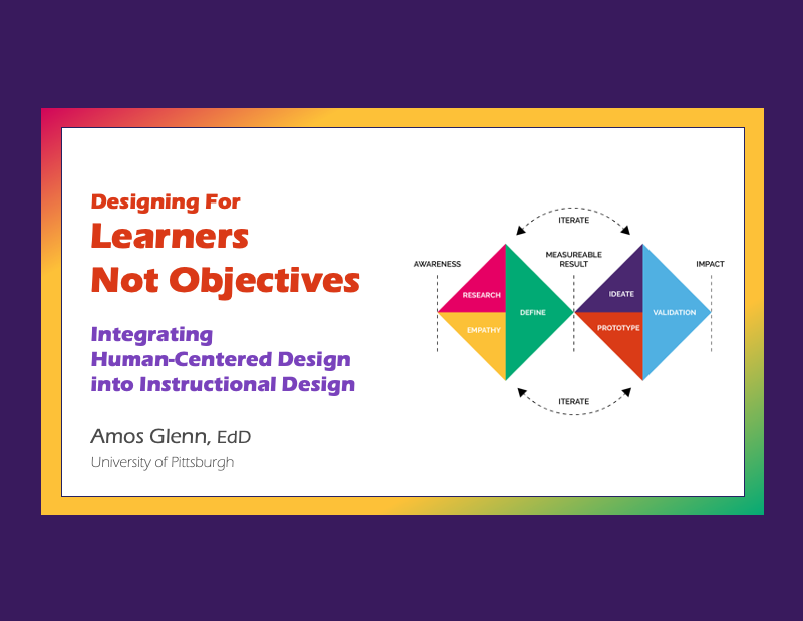 Designing For
Learners
Not Objectives
Integrating
Human-Centered Design
into Instructional Design
Amos Glenn, EdD
University of Pittsburgh
ITERATE
AWARENESS
MEASUREABLE
RESULT
IMPACT
RESEARCH
EMPATHY
DEFINE
IDEATE
PROTOTYPE
VALIDATION
ITERATE